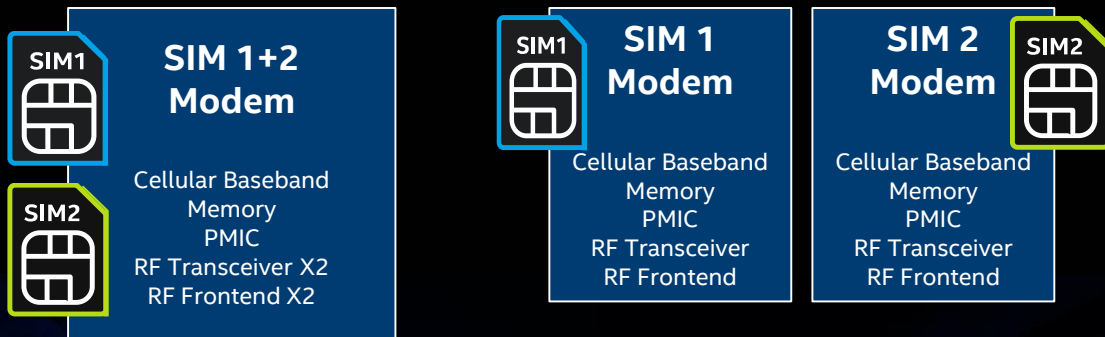 SIM1
SIM2
SIM 1+2
Modem
Cellular Baseband
Memory
PMIC
RF Transceiver X2
RF Frontend X2
SIM1
SIM 1
Modem
Cellular Baseband
Memory
PMIC
RF Transceiver
RF Frontend
SIM 2
Modem
SIM2
Cellular Baseband
Memory
PMIC
RF Transceiver
RF Frontend